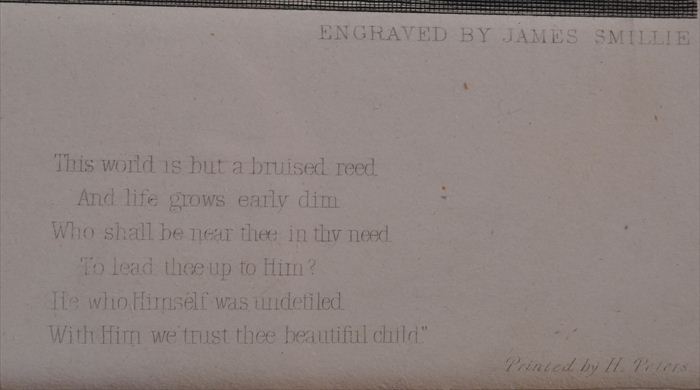 ENGRAVED BY JAMES SMILLIE
This world is but a bruised reed
And life grows early dim
Who shall be near thee in thy need
To lead thee up to Him?
He who Himself was undefiled
With Him we trust thee beautiful child"
Printed by H. Peters